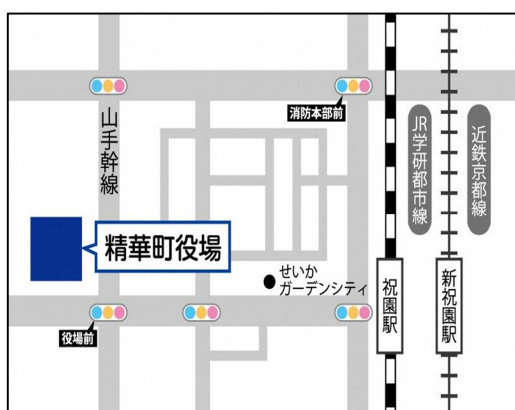 消防本部前
山手幹線
JR学研都市線
近鉄京都線
精華町役場
せいか
ガーデンシティ
祝園駅
新祝園駅
役場前